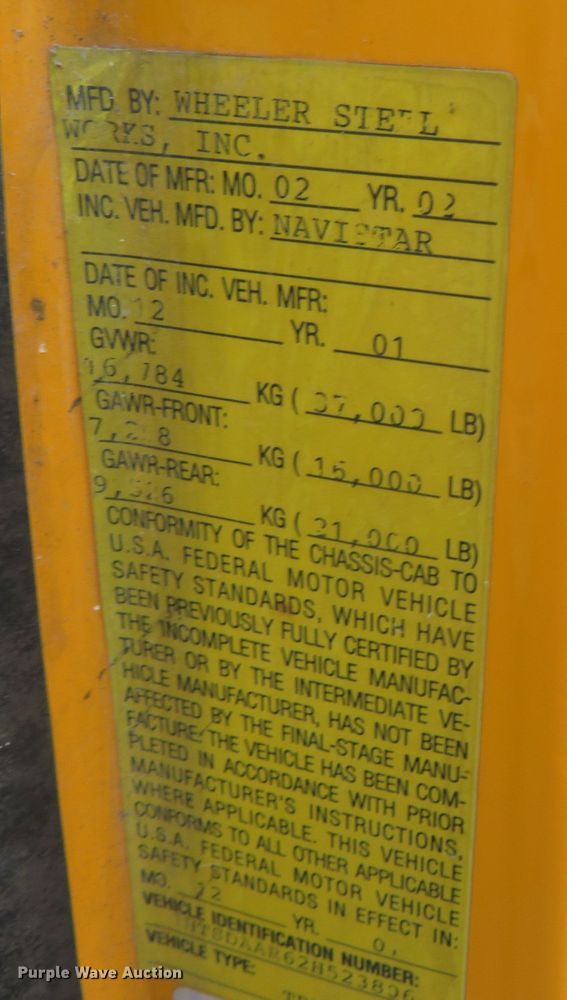 MFD. BY: WHEELER STEEL
WORKS, INC.
DATE OF MFR: MO. 02 YR. 02
INC. VEH. MFD. BY: NAVISTAR
DATE OF INC. VEH. MFR:
MO. 12 YR. 01
GVWR:
16,784 KG ( 37,000 LB)
GAWR-FRONT:
KG ( 15,000 LB)
GAWR-REAR:
KG ( 21,000 LB)
CONFORMITY OF THE CHASSIS-CAB TO
U.S.A. FEDERAL MOTOR VEHICLE
SAFETY STANDARDS, WHICH HAVE
BEEN PREVIOUSLY FULLY CERTIFIED BY
THE INCOMPLETE VEHICLE MANUFAC-
TURER OR BY THE INTERMEDIATE VE-
HICLE MANUFACTURER, HAS NOT BEEN
AFFECTED BY THE FINAL-STAGE MANU-
FACTURE. THE VEHICLE HAS BEEN COM-
PLETED IN ACCORDANCE WITH PRIOR
MANUFACTURER'S INSTRUCTIONS,
WHERE APPLICABLE. THIS VEHICLE
CONFORMS TO ALL OTHER APPLICABLE
U.S.A. FEDERAL MOTOR VEHICLE
SAFETY STANDARDS IN EFFECT IN:
MO. 12 YR.
VEHICLE IDENTIFICATION NUMBER:
VEHICLE TYPE:
Purple Wave Auction